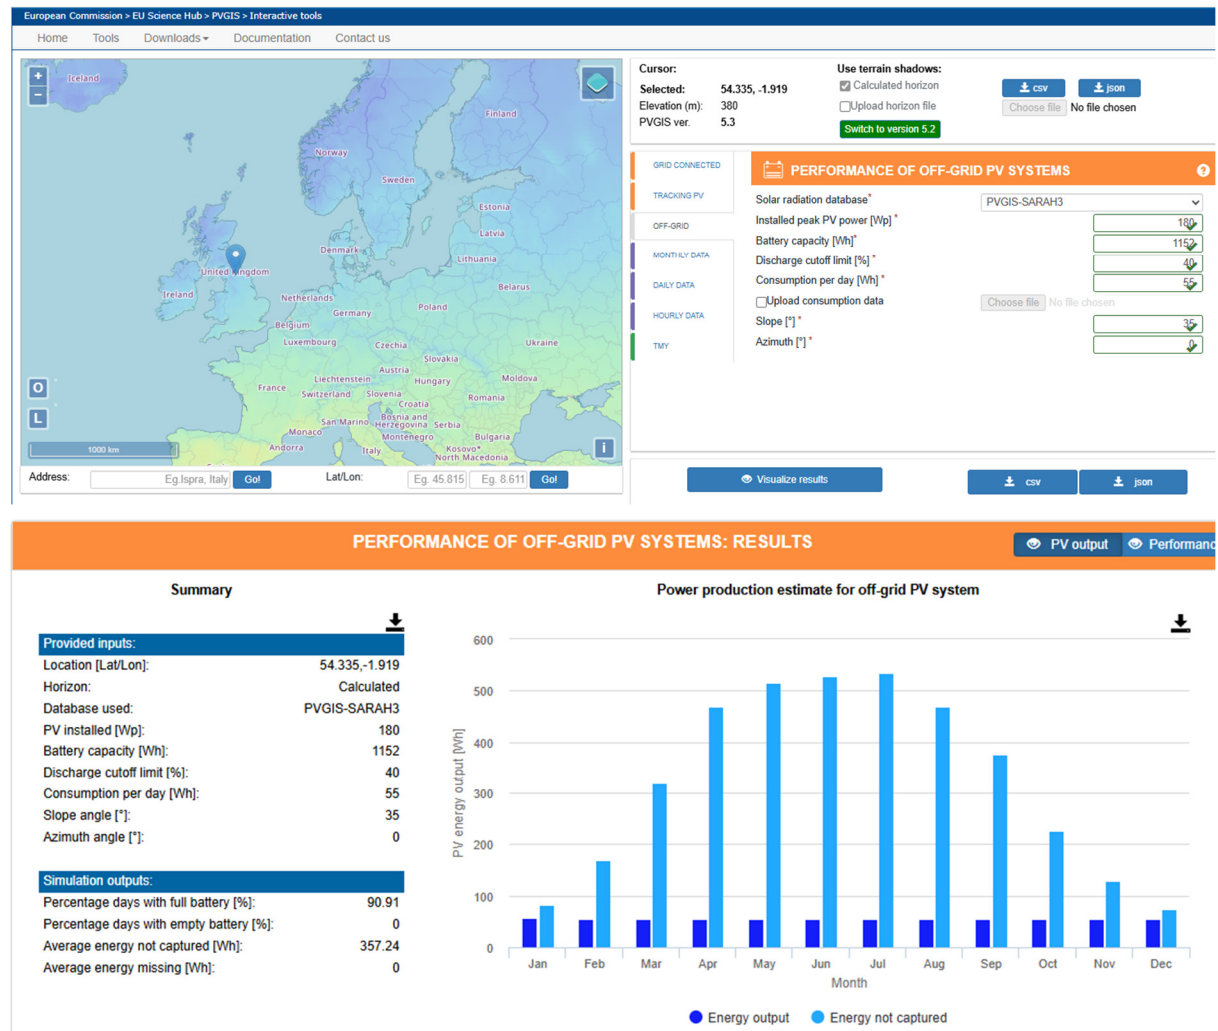 European Commission > EU Science Hub > PVGIS > Interactive tools
Home Tools Downloads Documentation Contact us
+
−
Iceland
Finland
Norway
Sweden
Estonia
Latvia
Denmark
Lithuania
United Kingdom
Ireland
Belarus
Netherlands
Poland
Germany
Belgium
Luxembourg
Czechia
Ukraine
Slovakia
Austria
Liechtenstein
Hungary
Moldova
France
Switzerland
Slovenia
Romania
Croatia
San Marino
Bosnia and
Herzegovina
Serbia
Monaco
Montenegro
Bulgaria
Andorra
Italy
Kosovo*
North Macedonia
O
L
i
1000 km
Address: Eg.Ispra, Italy Go! Lat/Lon: Eg. 45.815 Eg. 8.611 Go!
Cursor:
Selected: 54.335, -1.919
Elevation (m): 380
PVGIS ver. 5.3
Use terrain shadows:
Calculated horizon
Upload horizon file
Switch to version 5.2
csv json
Choose file No file chosen
GRID CONNECTED
TRACKING PV
OFF-GRID
MONTHLY DATA
DAILY DATA
HOURLY DATA
TMY
PERFORMANCE OF OFF-GRID PV SYSTEMS ?
Solar radiation database* PVGIS-SARAH3
Installed peak PV power [Wp] * 180
Battery capacity [Wh]* 1152
Discharge cutoff limit [%] * 40
Consumption per day [Wh] * 55
Upload consumption data Choose file No file chosen
Slope [°] * 35
Azimuth [°] * 0
Visualize results csv json
PERFORMANCE OF OFF-GRID PV SYSTEMS: RESULTS PV output Performanc
Summary
Provided inputs:
Location [Lat/Lon]: 54.335,-1.919
Horizon: Calculated
Database used: PVGIS-SARAH3
PV installed [Wp]: 180
Battery capacity [Wh]: 1152
Discharge cutoff limit [%]: 40
Consumption per day [Wh]: 55
Slope angle [°]: 35
Azimuth angle [°]: 0
Simulation outputs:
Percentage days with full battery [%]: 90.91
Percentage days with empty battery [%]: 0
Average energy not captured [Wh]: 357.24
Average energy missing [Wh]: 0
Power production estimate for off-grid PV system
PV energy output [Wh]
600
500
400
300
200
100
0
Jan Feb Mar Apr May Jun Jul Aug Sep Oct Nov Dec
Month
Energy output Energy not captured